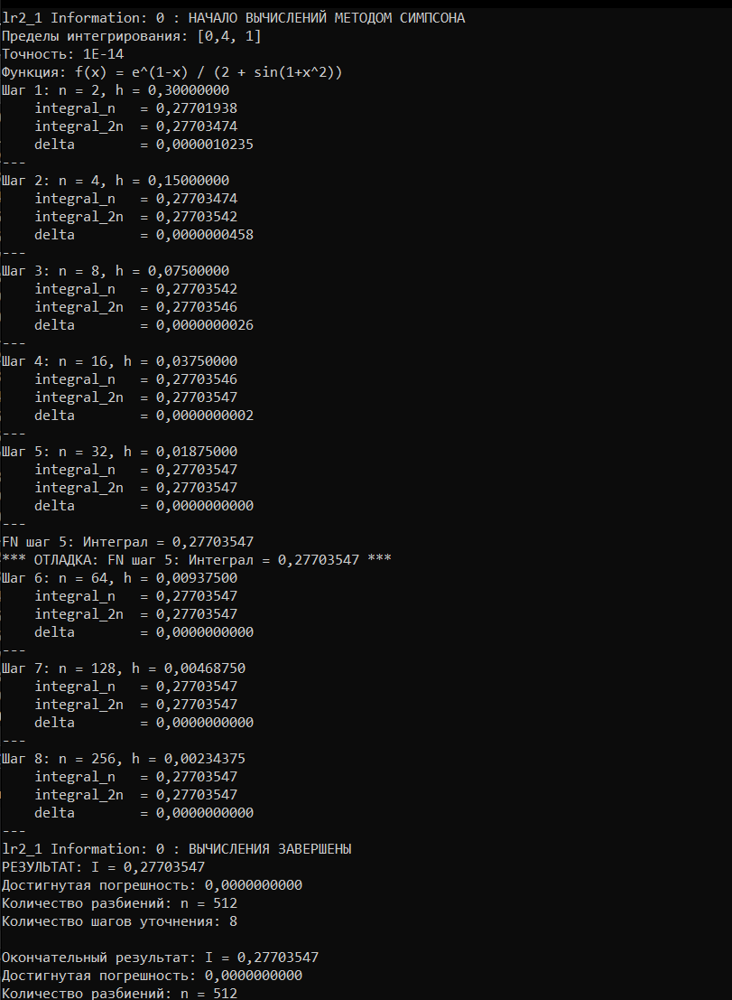 lr2_1 Information: 0 : НАЧАЛО ВЫЧИСЛЕНИЙ МЕТОДОМ СИМПСОНА
Пределы интегрирования: [0,4, 1]
Точность: 1E-14
Функция: f(x) = e^(1-x) / (2 + sin(1+x^2))
Шаг 1: n = 2, h = 0,30000000
    integral_n   = 0,27701938
    integral_2n  = 0,27703474
    delta        = 0,0000010235
---
Шаг 2: n = 4, h = 0,15000000
    integral_n   = 0,27703474
    integral_2n  = 0,27703542
    delta        = 0,0000000458
---
Шаг 3: n = 8, h = 0,07500000
    integral_n   = 0,27703542
    integral_2n  = 0,27703546
    delta        = 0,0000000026
---
Шаг 4: n = 16, h = 0,03750000
    integral_n   = 0,27703546
    integral_2n  = 0,27703547
    delta        = 0,0000000002
---
Шаг 5: n = 32, h = 0,01875000
    integral_n   = 0,27703547
    integral_2n  = 0,27703547
    delta        = 0,0000000000
---
FN шаг 5: Интеграл = 0,27703547
*** ОТЛАДКА: FN шаг 5: Интеграл = 0,27703547 ***
Шаг 6: n = 64, h = 0,00937500
    integral_n   = 0,27703547
    integral_2n  = 0,27703547
    delta        = 0,0000000000
---
Шаг 7: n = 128, h = 0,00468750
    integral_n   = 0,27703547
    integral_2n  = 0,27703547
    delta        = 0,0000000000
---
Шаг 8: n = 256, h = 0,00234375
    integral_n   = 0,27703547
    integral_2n  = 0,27703547
    delta        = 0,0000000000
---
lr2_1 Information: 0 : ВЫЧИСЛЕНИЯ ЗАВЕРШЕНЫ
РЕЗУЛЬТАТ: I = 0,27703547
Достигнутая погрешность: 0,0000000000
Количество разбиений: n = 512
Количество шагов уточнения: 8

Окончательный результат: I = 0,27703547
Достигнутая погрешность: 0,0000000000
Количество разбиений: n = 512